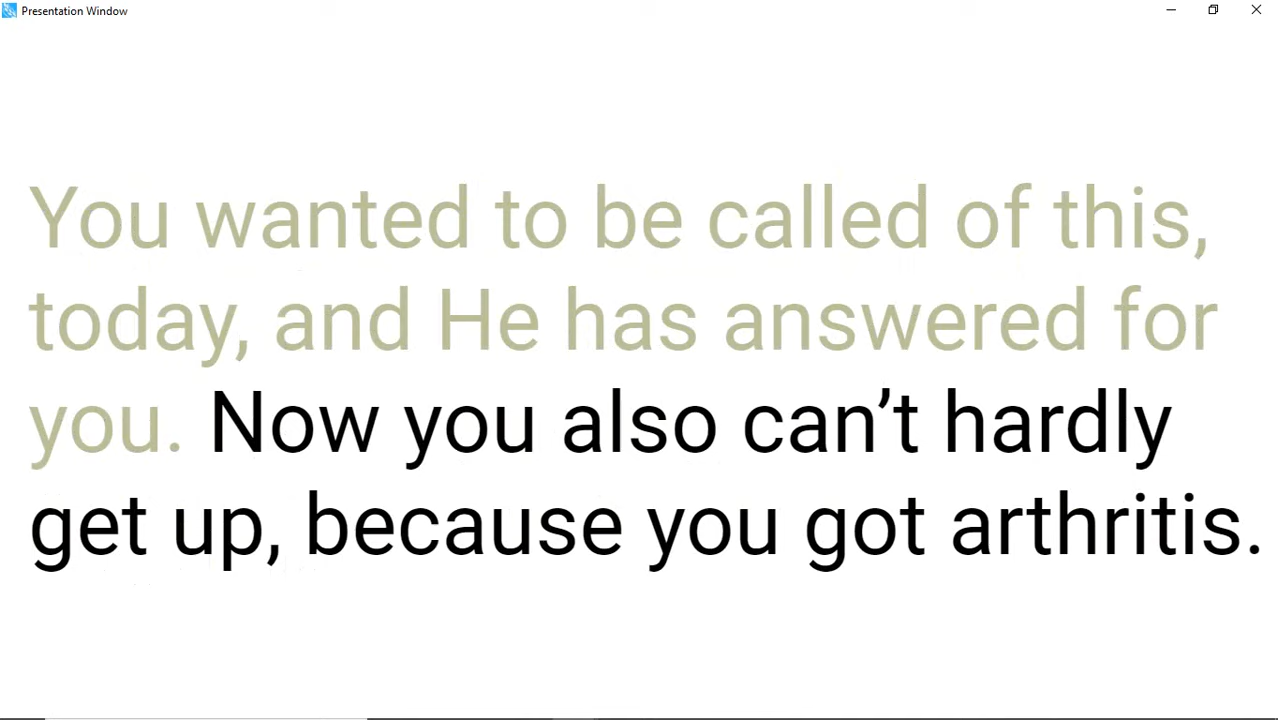 Presentation Window
You wanted to be called of this,
today, and He has answered for
you. Now you also can’t hardly
get up, because you got arthritis.